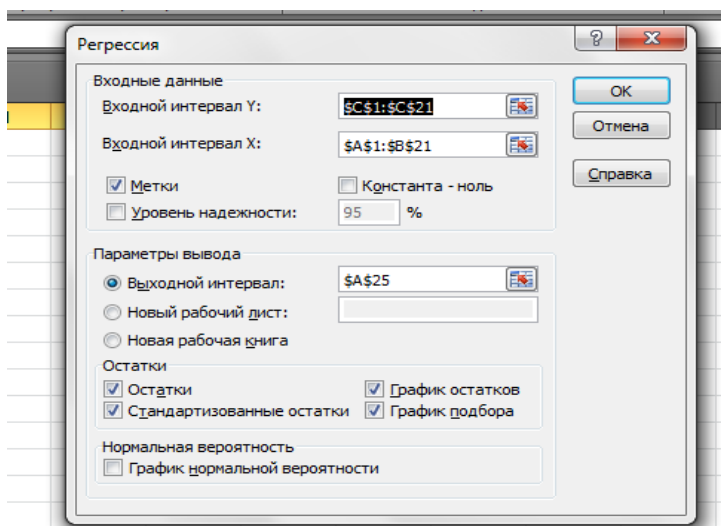 Регрессия
Входные данные
Входной интервал Y: $C$1:$C$21
ОК
Отмена
Входной интервал X: $A$1:$B$21
Справка
Метки Константа - ноль
Уровень надежности: 95 %
Параметры вывода
Выходной интервал: $A$25
Новый рабочий лист:
Новая рабочая книга
Остатки
Остатки График остатков
Стандартизованные остатки График подбора
Нормальная вероятность
График нормальной вероятности